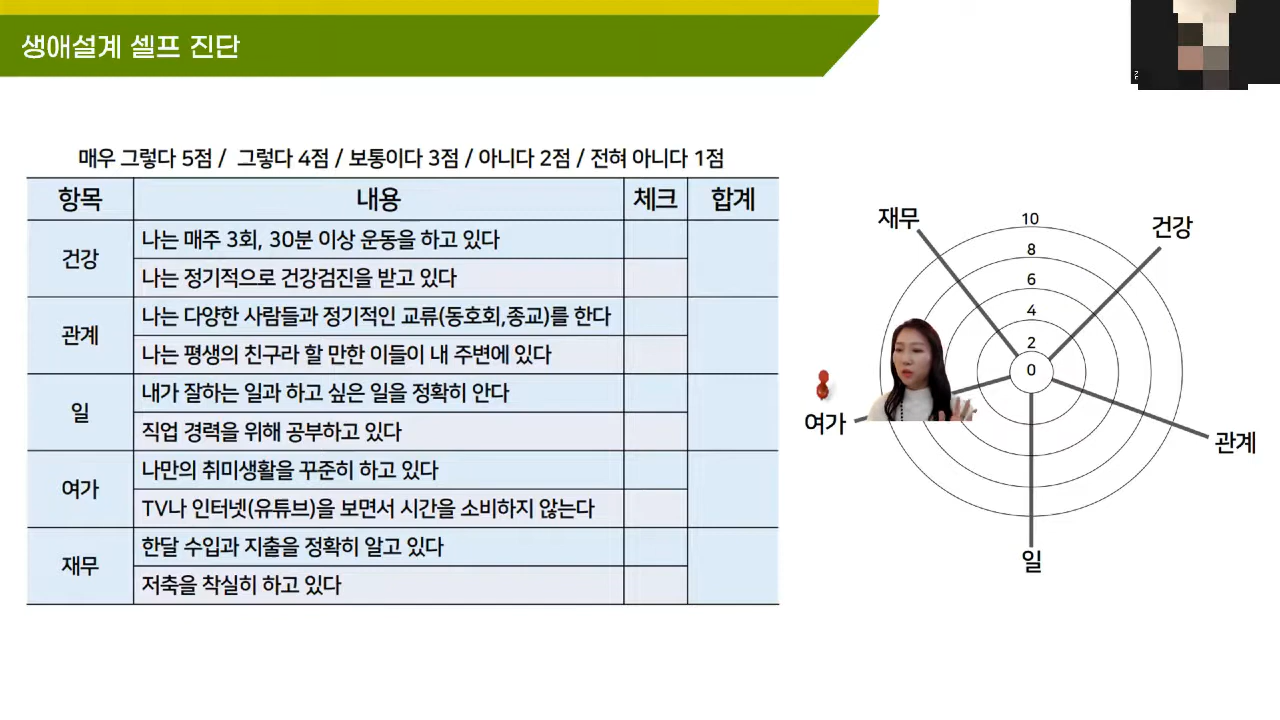 생애설계 셀프 진단
매우 그렇다 5점 / 그렇다 4점 / 보통이다 3점 / 아니다 2점 / 전혀 아니다 1점
항목 내용 체크 합계
건강
나는 매주 3회, 30분 이상 운동을 하고 있다
나는 정기적으로 건강검진을 받고 있다
관계
나는 다양한 사람들과 정기적인 교류(동호회,종교)를 한다
나는 평생의 친구라 할 만한 이들이 내 주변에 있다
일
내가 잘하는 일과 하고 싶은 일을 정확히 안다
직업 경력을 위해 공부하고 있다
여가
나만의 취미생활을 꾸준히 하고 있다
TV나 인터넷(유튜브)을 보면서 시간을 소비하지 않는다
재무
한달 수입과 지출을 정확히 알고 있다
저축을 착실히 하고 있다
재무
10
건강
8
6
4
2
0
여가
관계
일